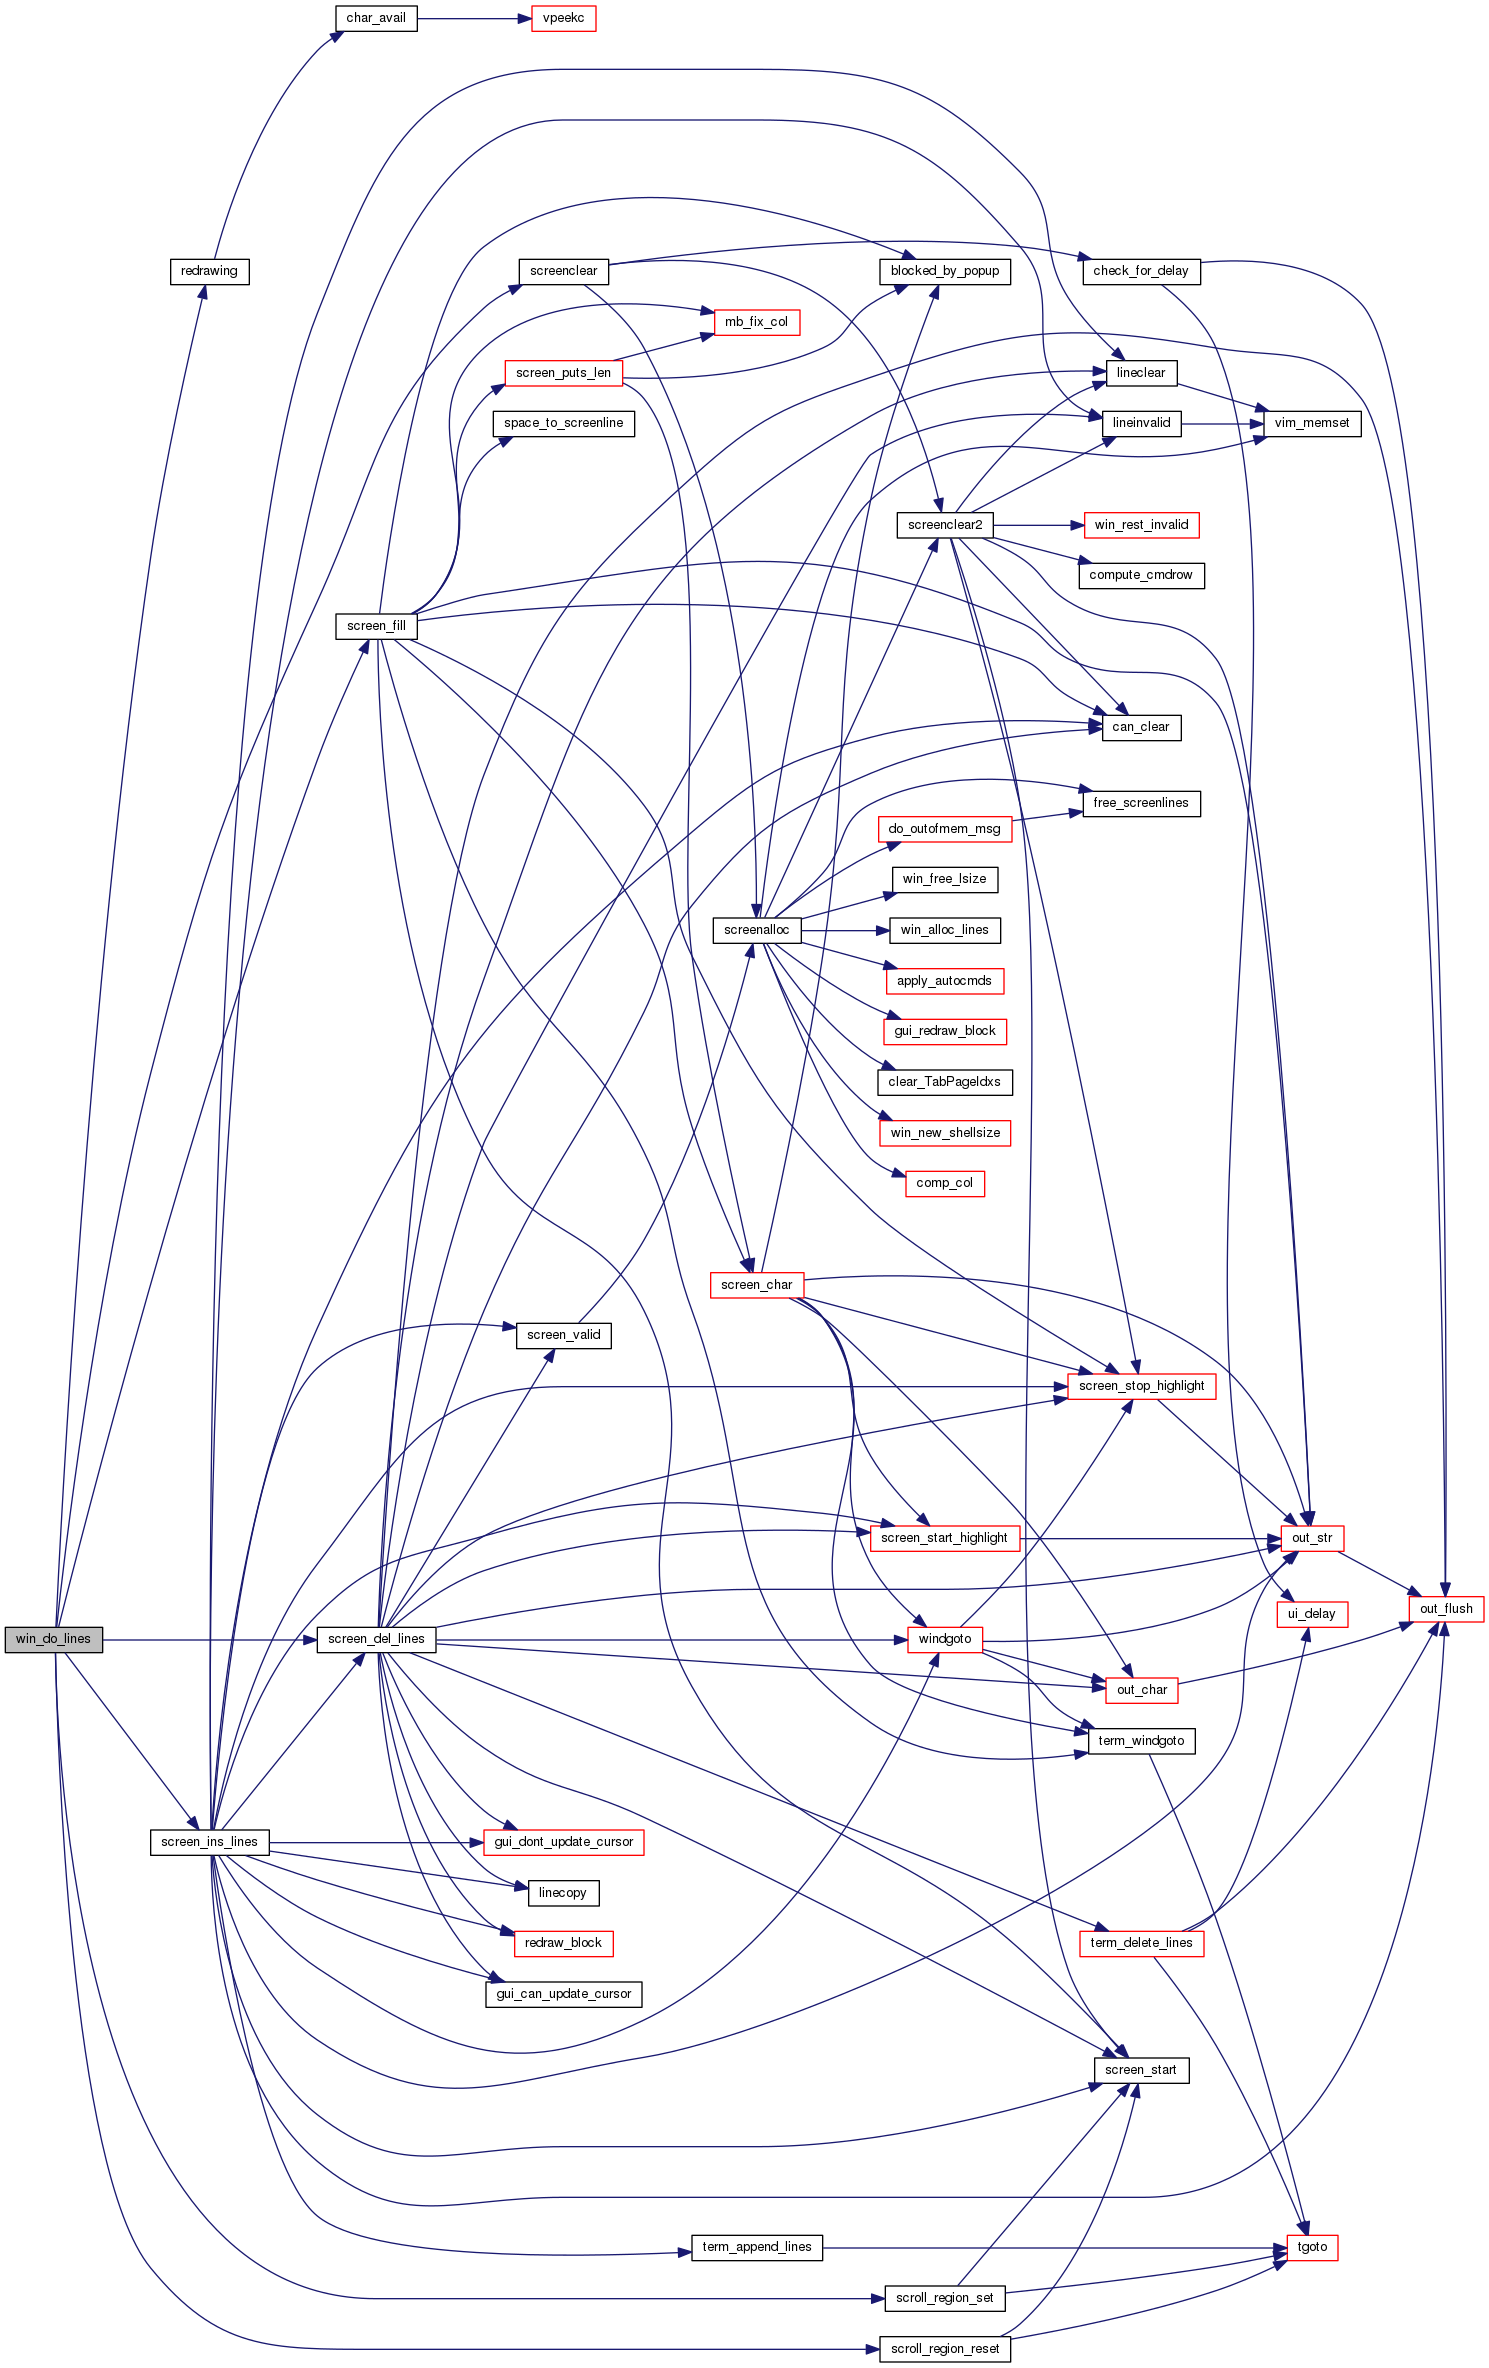 char_avail
vpeekc
redrawing
screenclear
blocked_by_popup
check_for_delay
mb_fix_col
screen_puts_len
lineclear
space_to_screenline
lineinvalid
vim_memset
screenclear2
win_rest_invalid
compute_cmdrow
screen_fill
can_clear
free_screenlines
do_outofmem_msg
win_free_lsize
screenalloc
win_alloc_lines
apply_autocmds
gui_redraw_block
clear_TabPageIdxs
win_new_shellsize
comp_col
screen_char
screen_valid
screen_stop_highlight
screen_start_highlight
out_str
out_flush
ui_delay
win_do_lines
screen_del_lines
windgoto
out_char
term_windgoto
screen_ins_lines
gui_dont_update_cursor
linecopy
redraw_block
term_delete_lines
gui_can_update_cursor
screen_start
term_append_lines
tgoto
scroll_region_set
scroll_region_reset